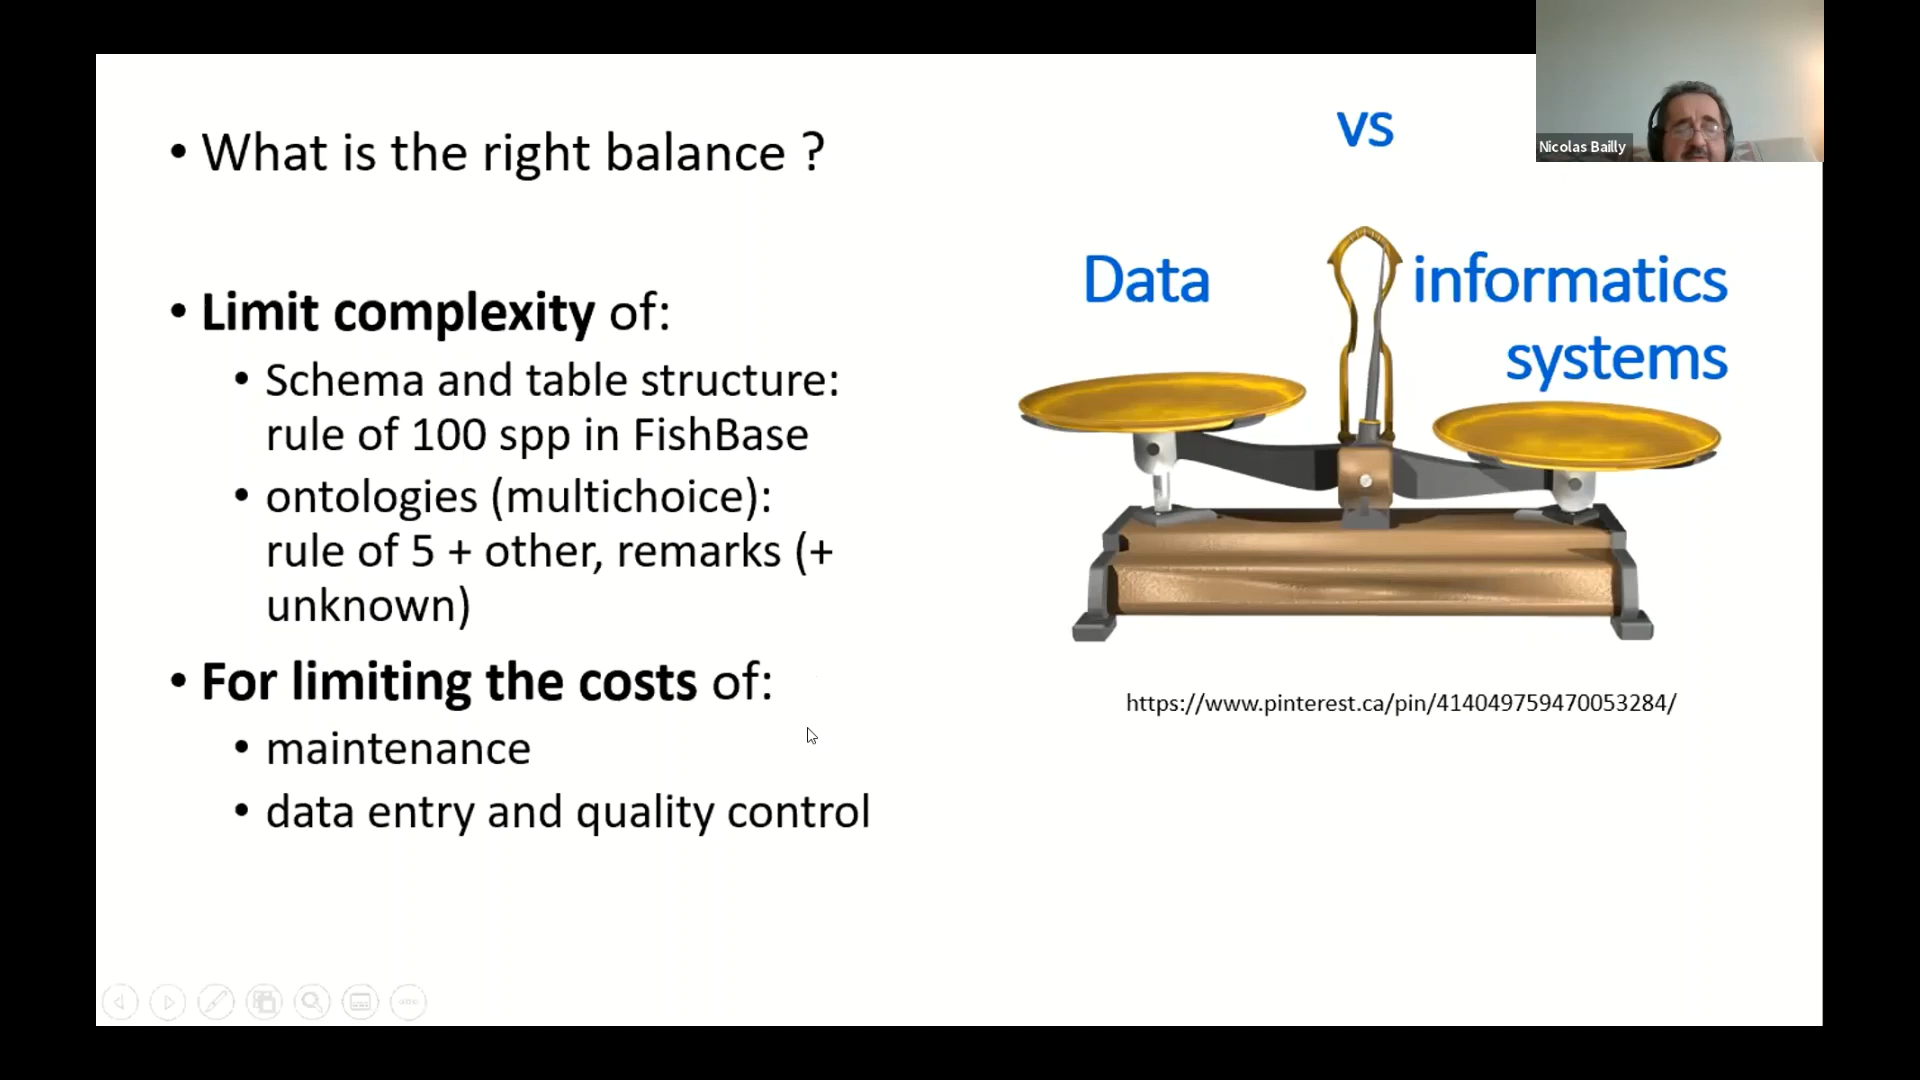 • What is the right balance ?
• Limit complexity of:
• Schema and table structure:
rule of 100 spp in FishBase
• ontologies (multichoice):
rule of 5 + other, remarks (+
unknown)
• For limiting the costs of:
• maintenance
• data entry and quality control
vs
Data
informatics
systems
https://www.pinterest.ca/pin/414049759470053284/
Nicolas Bailly